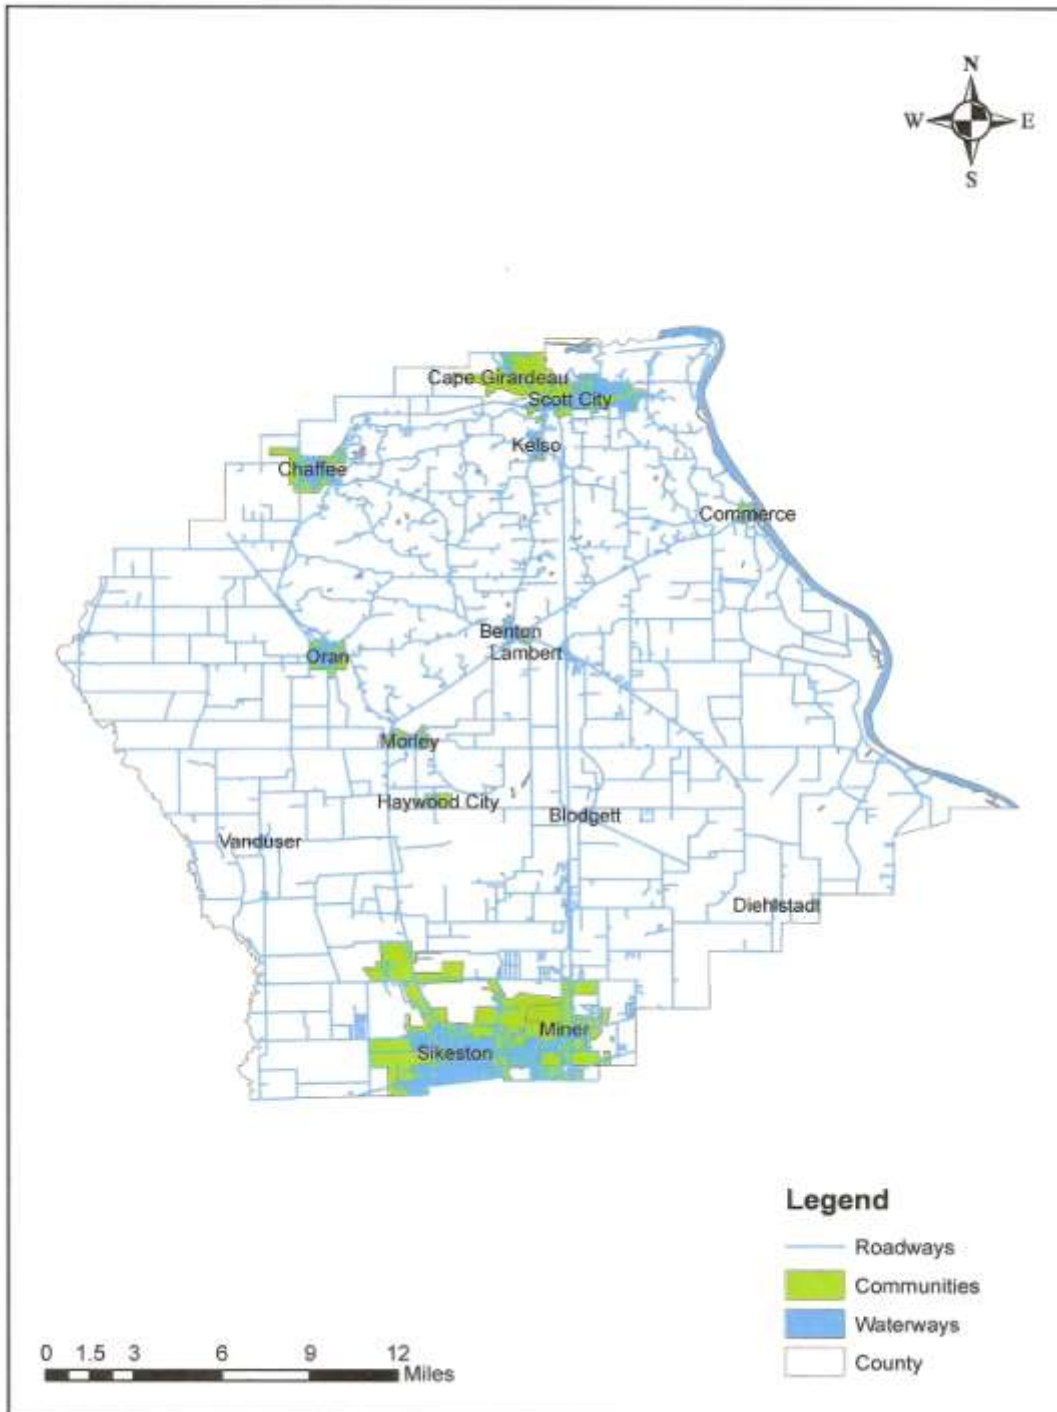 N
W E
S
Cape Girardeau
Scott City
Kelso
Chaffee
Commerce
Benton
Lambert
Oran
Morley
Haywood City
Blodgett
Vanduser
Diehlstadt
Miner
Sikeston
Legend
Roadways
Communities
Waterways
County
0 1.5 3 6 9 12
Miles